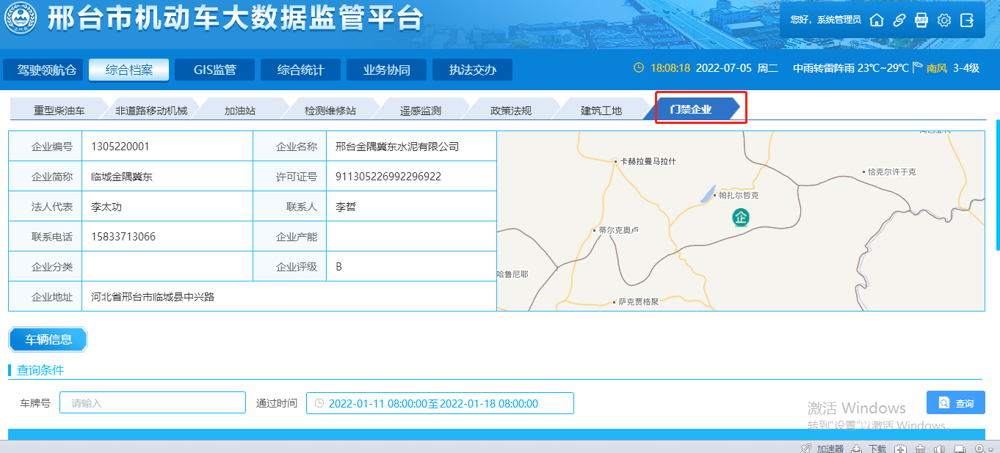 邢台市机动车大数据监管平台
您好，系统管理员
驾驶领航仓 综合档案 GIS监管 综合统计 业务协同 执法交办
18:08:18 2022-07-05 周二 中雨转雷阵雨 23℃~29℃ 南风 3-4级
重型柴油车 非道路移动机械 加油站 检测维修站 遥感监测 政策法规 建筑工地 门禁企业
企业编号 1305220001 企业名称 邢台金隅冀东水泥有限公司
企业简称 临城金隅冀东 许可证号 911305226992296922
法人代表 李太功 联系人 李晢
联系电话 15833713066 企业产能
企业分类 企业评级 B
企业地址 河北省邢台市临城县中兴路
卡赫拉曼马拉什
恰克尔许于克
帕扎尔哲克
企
蒂尔克奥卢
哈鲁尼耶
萨克贾格聚
车辆信息
查询条件
车牌号 请输入 通过时间 2022-01-11 08:00:00至2022-01-18 08:00:00 查询
激活 Windows
转到"设置"以激活 Windows。
加速器 下载